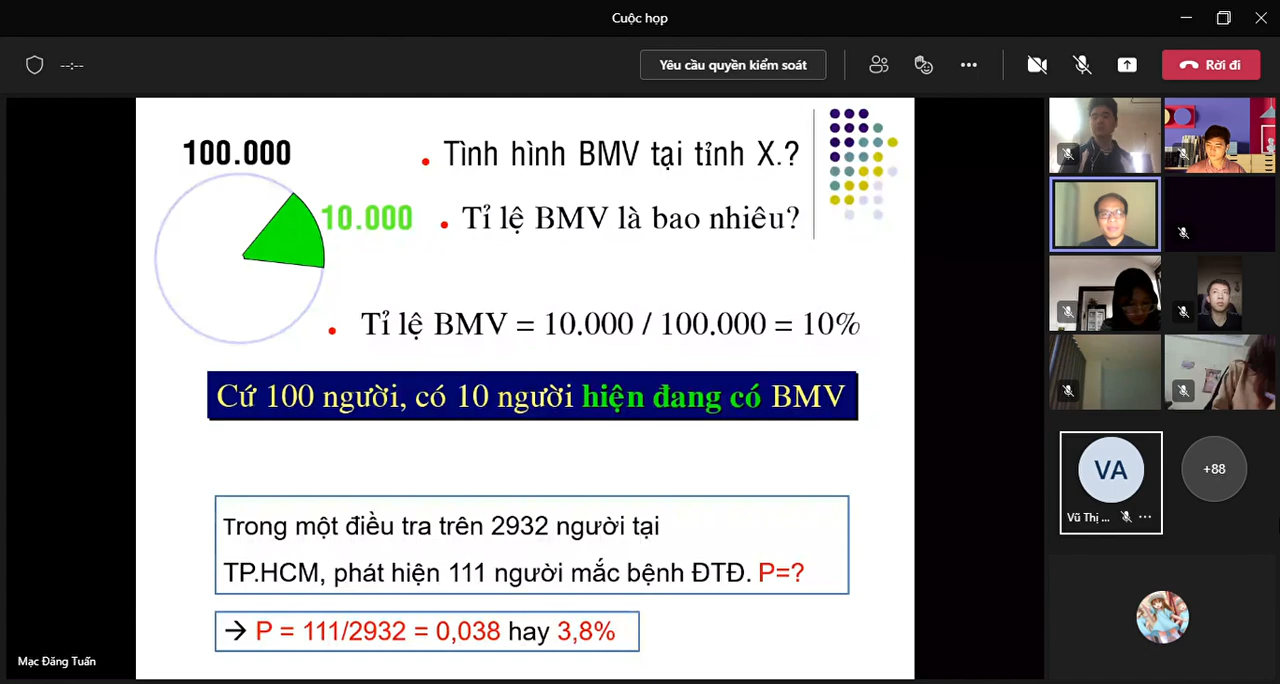 Cuộc họp
--:--
Yêu cầu quyền kiểm soát
Rời đi
100.000
Tình hình BMV tại tỉnh X.?
10.000
Tỉ lệ BMV là bao nhiêu?
Tỉ lệ BMV = 10.000 / 100.000 = 10%
Cứ 100 người, có 10 người hiện đang có BMV
Trong một điều tra trên 2932 người tại
TP.HCM, phát hiện 111 người mắc bệnh ĐTĐ. P=?
→ P = 111/2932 = 0,038 hay 3,8%
Mạc Đăng Tuấn
VA
Vũ Thị ...
+88